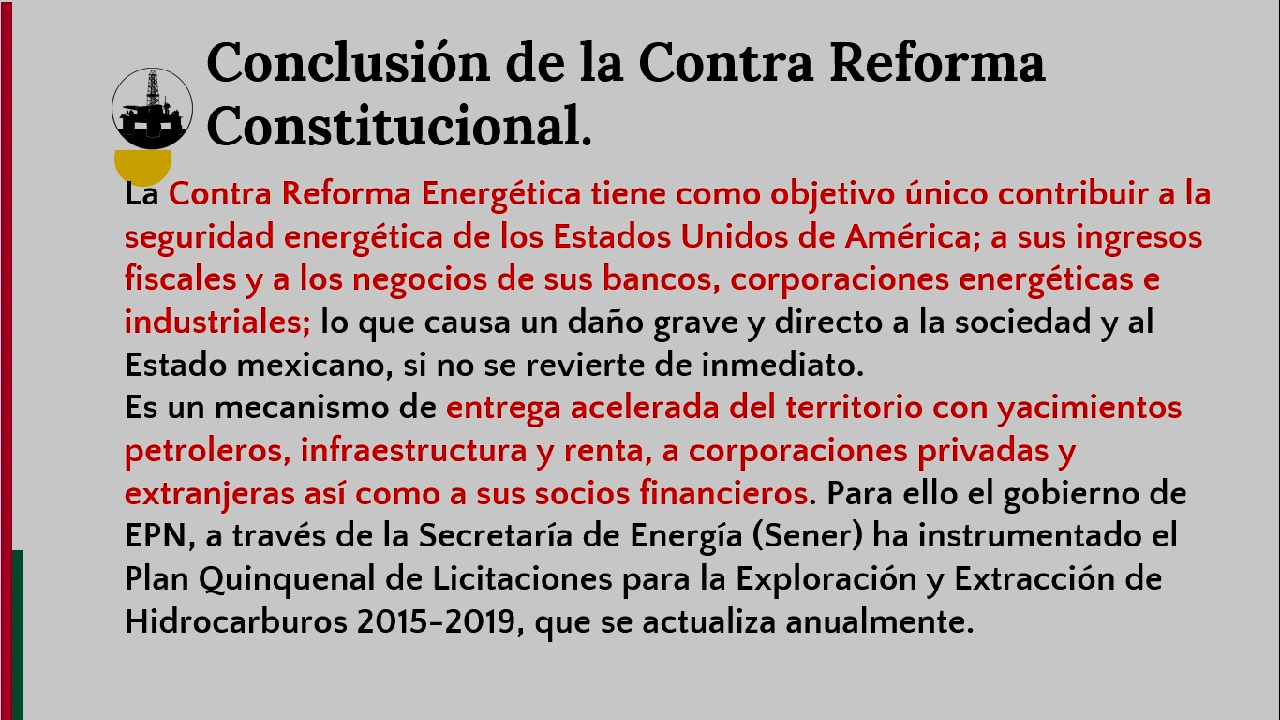 Conclusión de la Contra Reforma
Constitucional.
La Contra Reforma Energética tiene como objetivo único contribuir a la
seguridad energética de los Estados Unidos de América; a sus ingresos
fiscales y a los negocios de sus bancos, corporaciones energéticas e
industriales; lo que causa un daño grave y directo a la sociedad y al
Estado mexicano, si no se revierte de inmediato.
Es un mecanismo de entrega acelerada del territorio con yacimientos
petroleros, infraestructura y renta, a corporaciones privadas y
extranjeras así como a sus socios financieros. Para ello el gobierno de
EPN, a través de la Secretaría de Energía (Sener) ha instrumentado el
Plan Quinquenal de Licitaciones para la Exploración y Extracción de
Hidrocarburos 2015-2019, que se actualiza anualmente.